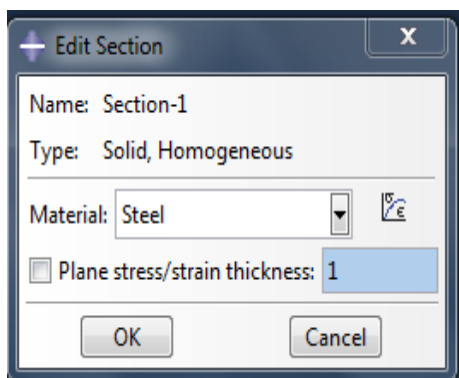 Edit Section
X
Name: Section-1
Type: Solid, Homogeneous
Material: Steel
σ
ε
Plane stress/strain thickness: 1
OK Cancel